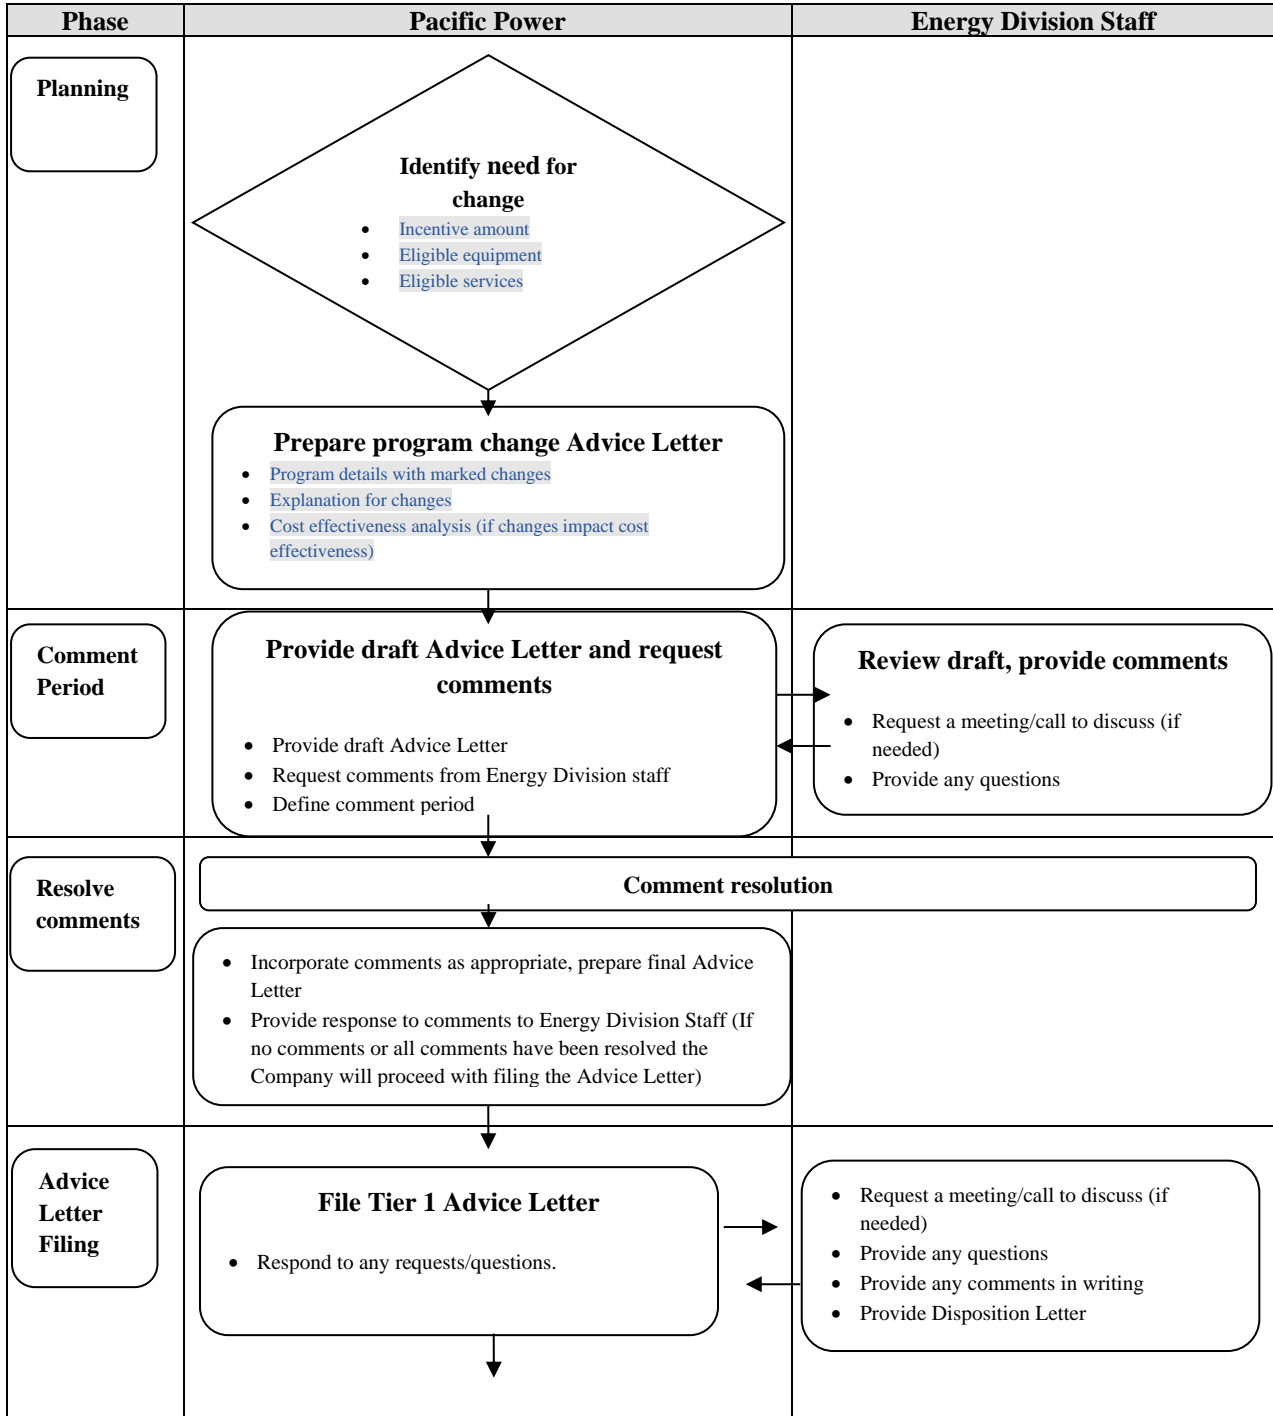 Phase
Pacific Power
Energy Division Staff
Planning
Identify need for
change
• Incentive amount
• Eligible equipment
• Eligible services
Prepare program change Advice Letter
• Program details with marked changes
• Explanation for changes
• Cost effectiveness analysis (if changes impact cost
effectiveness)
Comment
Period
Provide draft Advice Letter and request
comments
• Provide draft Advice Letter
• Request comments from Energy Division staff
• Define comment period
Review draft, provide comments
• Request a meeting/call to discuss (if
needed)
• Provide any questions
Resolve
comments
Comment resolution
• Incorporate comments as appropriate, prepare final Advice
Letter
• Provide response to comments to Energy Division Staff (If
no comments or all comments have been resolved the
Company will proceed with filing the Advice Letter)
Advice
Letter
Filing
File Tier 1 Advice Letter
• Respond to any requests/questions.
• Request a meeting/call to discuss (if
needed)
• Provide any questions
• Provide any comments in writing
• Provide Disposition Letter